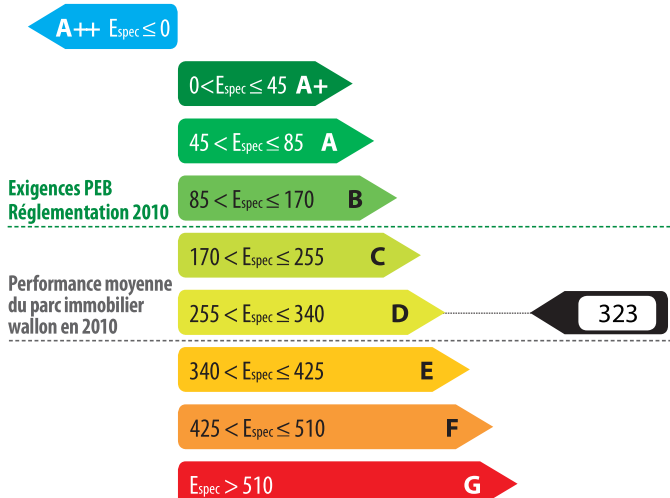 A++ Espec ≤ 0
0 < Espec ≤ 45 A+
45 < Espec ≤ 85 A
Exigences PEB
Réglementation 2010
85 < Espec ≤ 170 B
170 < Espec ≤ 255 C
Performance moyenne
du parc immobilier
wallon en 2010
255 < Espec ≤ 340 D
323
340 < Espec ≤ 425 E
425 < Espec ≤ 510 F
Espec > 510 G